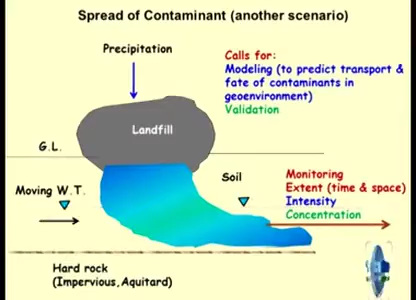 Spread of Contaminant (another scenario)
Precipitation
Calls for:
Modeling (to predict transport &
fate of contaminants in
geoenvironment)
Validation
Landfill
G.L.
Moving W.T.
Soil
Monitoring
Extent (time & space)
Intensity
Concentration
Hard rock
(Impervious, Aquitard)